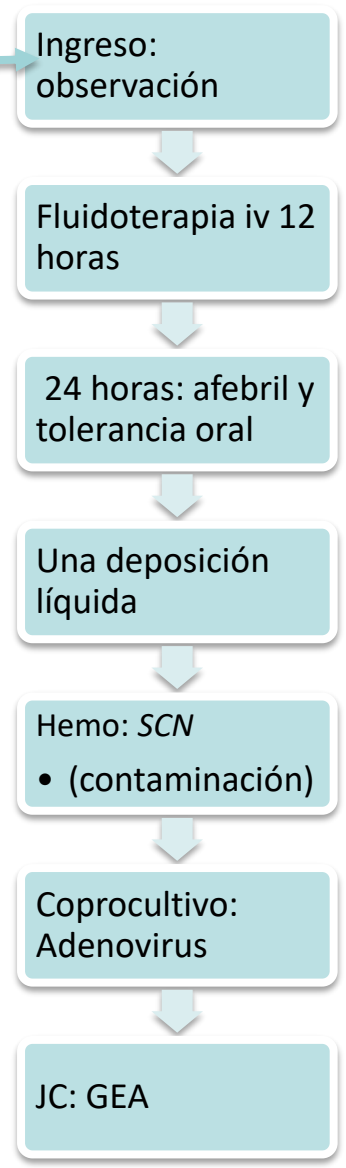 Ingreso:
observación
Fluidoterapia iv 12
horas
24 horas: afebril y
tolerancia oral
Una deposición
líquida
Hemo: SCN
• (contaminación)
Coprocultivo:
Adenovirus
JC: GEA